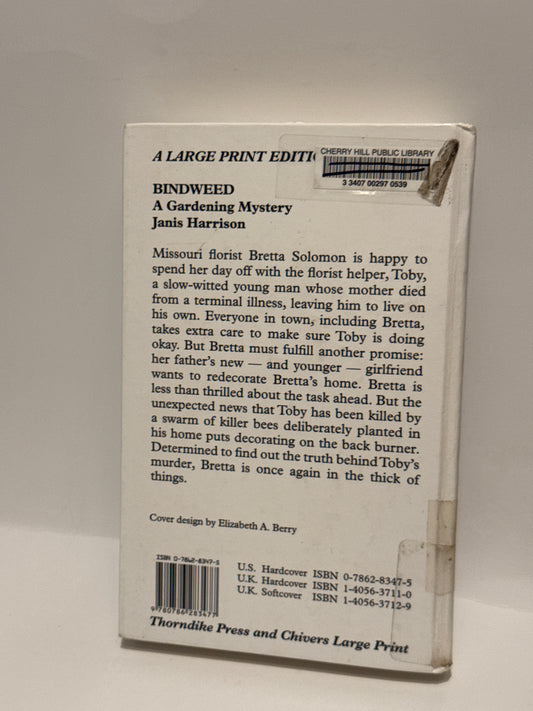 CHERRY HILL PUBLIC LIBRARY
3 3407 00297 0539
A LARGE PRINT EDITI
BINDWEED
A Gardening Mystery
Janis Harrison
Missouri florist Bretta Solomon is happy to
spend her day off with the florist helper, Toby,
a slow-witted young man whose mother died
from a terminal illness, leaving him to live on
his own. Everyone in town, including Bretta,
takes extra care to make sure Toby is doing
okay. But Bretta must fulfill another promise:
her father's new — and younger — girlfriend
wants to redecorate Bretta's home. Bretta is
less than thrilled about the task ahead. But the
unexpected news that Toby has been killed by
a swarm of killer bees deliberately planted in
his home puts decorating on the back burner.
Determined to find out the truth behind Toby's
murder, Bretta is once again in the thick of
things.
Cover design by Elizabeth A. Berry
ISBN 0-7862-8347-5
9 780786 283477
U.S. Hardcover ISBN 0-7862-8347-5
U.K. Hardcover ISBN 1-4056-3711-0
U.K. Softcover ISBN 1-4056-3712-9
Thorndike Press and Chivers Large Print